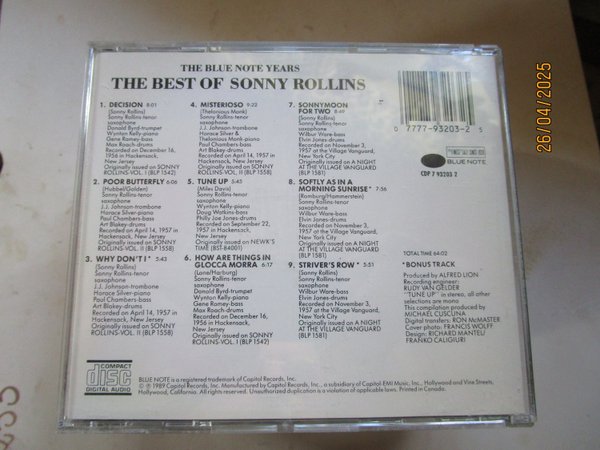 THE BLUE NOTE YEARS
THE BEST OF SONNY ROLLINS
1. DECISION 8:01
(Sonny Rollins)
Sonny Rollins-tenor
saxophone
Donald Byrd-trumpet
Wynton Kelly-piano
Gene Ramey-bass
Max Roach-drums
Recorded on December
16, 1956 in Hackensack,
New Jersey
Originally issued on SONNY
ROLLINS-VOL. 1 (BLP 1542)
2. POOR BUTTERFLY 6:06
(Hubbel/Golden)
Sonny Rollins-tenor
saxophone
J.J. Johnson-trombone
Horace Silver-piano
Paul Chambers-bass
Art Blakey-drums
Recorded on April 14, 1957
in Hackensack, New Jersey
Originally issued on SONNY
ROLLINS-VOL. II (BLP 1558)
3. WHY DON'T I* 5:43
(Sonny Rollins)
Sonny Rollins-tenor
saxophone
J.J. Johnson-trombone
Horace Silver-piano
Paul Chambers-bass
Art Blakey-drums
Recorded on April 14, 1957 in
Hackensack, New Jersey
Originally issued on SONNY
ROLLINS-VOL. II (BLP 1558)
4. MISTERIOSO 9:22
(Thelonious Monk)
Sonny Rollins-tenor
saxophone
J.J. Johnson-trombone
Horace Silver &
Thelonious Monk-piano
Paul Chambers-bass
Art Blakey-drums
Recorded on April 14, 1957 in
Hackensack, New Jersey
Originally issued on SONNY
ROLLINS-VOL. II (BLP 1558)
5. TUNE UP 5:45
(Miles Davis)
Sonny Rollins-tenor
saxophone
Wynton Kelly-piano
Doug Watkins-bass
Philly Joe Jones-drums
Recorded on September 22,
1957 in Hackensack,
New Jersey
Originally issued on NEWK'S TIME
(BST-84001)
6. HOW ARE THINGS IN
GLOCCA MORRA 6:17
(Lane/Harburg)
Sonny Rollins-tenor
saxophone
Donald Byrd-trumpet
Wynton Kelly-piano
Gene Ramey-bass
Max Roach-drums
Recorded on December 16,
1956 in Hackensack,
New Jersey
Originally issued on SONNY
ROLLINS-VOL. 1 (BLP 1542)
7. SONNYMOON
FOR TWO 8:49
(Sonny Rollins)
Sonny Rollins-tenor
saxophone
Wilbur Ware-bass
Elvin Jones-drums
Recorded on November 3,
1957 at the Village Vanguard,
New York City
Originally issued on A NIGHT
AT THE VILLAGE VANGUARD
(BLP 1581)
8. SOFTLY AS IN A
MORNING SUNRISE* 7:56
(Romburg/Hammerstein)
Sonny Rollins-tenor
saxophone
Wilbur Ware-bass
Elvin Jones-drums
Recorded on November 3,
1957 at the Village Vanguard,
New York City
Originally issued on A NIGHT
AT THE VILLAGE VANGUARD
(BLP 1581)
9. STRIVER'S ROW* 5:51
(Sonny Rollins)
Sonny Rollins-tenor
saxophone
Wilbur Ware-bass
Elvin Jones-drums
Recorded on November 3,
1957 at the Village Vanguard,
New York City
Originally issued on A NIGHT
AT THE VILLAGE VANGUARD
(BLP 1581)
0 7777-93203-2 5
BLUE NOTE
CDP 7 93203 2
TOTAL TIME 64:02
*BONUS TRACK
Produced by ALFRED LION
Recording engineer:
RUDY VAN GELDER
"TUNE UP" in stereo, all other
selections are mono
This compilation produced by
MICHAEL CUSCUNA
Digital transfers: RON McMASTER
Cover photo: FRANCIS WOLFF
Design: RICHARD MANTEL/
FRANKO CALIGIURI
COMPACT
disc
DIGITAL AUDIO
BLUE NOTE is a registered trademark of Capitol Records, Inc.
© ℗ 1989 Capitol Records, Inc. Manufactured by Capitol Records, Inc., a subsidiary of Capitol-EMI Music, Inc., Hollywood and Vine Streets,
Hollywood, California. All rights reserved. Unauthorized duplication is a violation of applicable laws. Printed in Canada.
26/04/2025